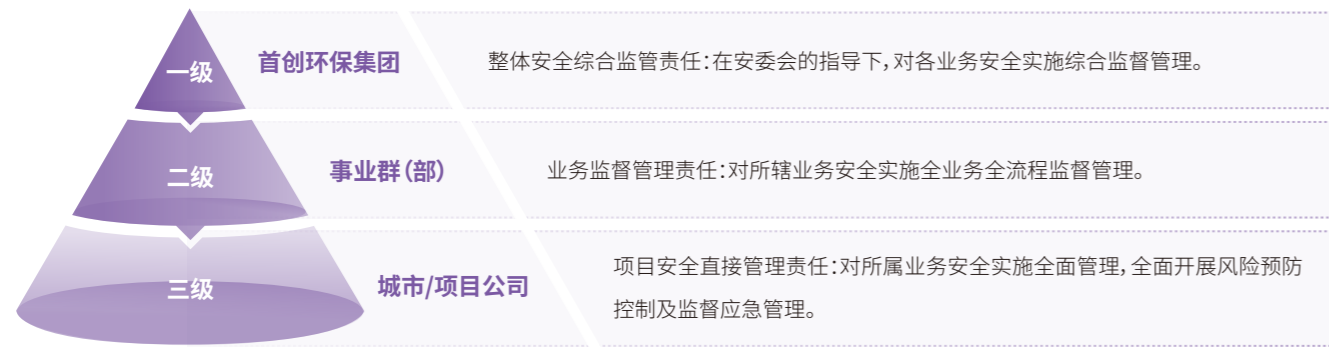 一级
首创环保集团
整体安全综合监管责任：在安委会的指导下，对各业务安全实施综合监督管理。
二级
事业群（部）
业务监督管理责任：对所辖业务安全实施全业务全流程监督管理。
三级
城市/项目公司
项目安全直接管理责任：对所属业务安全实施全面管理，全面开展风险预防
控制及监督应急管理。